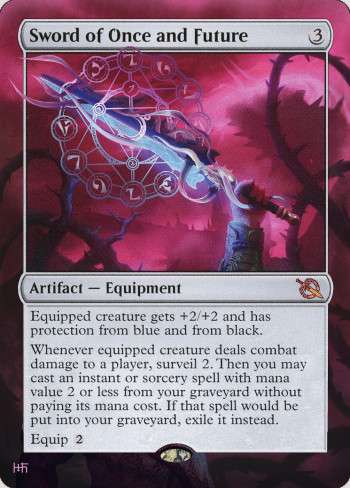 Sword of Once and Future 3
Artifact — Equipment
Equipped creature gets +2/+2 and has
protection from blue and from black.
Whenever equipped creature deals combat
damage to a player, surveil 2. Then you may
cast an instant or sorcery spell with mana
value 2 or less from your graveyard without
paying its mana cost. If that spell would be
put into your graveyard, exile it instead.
Equip 2